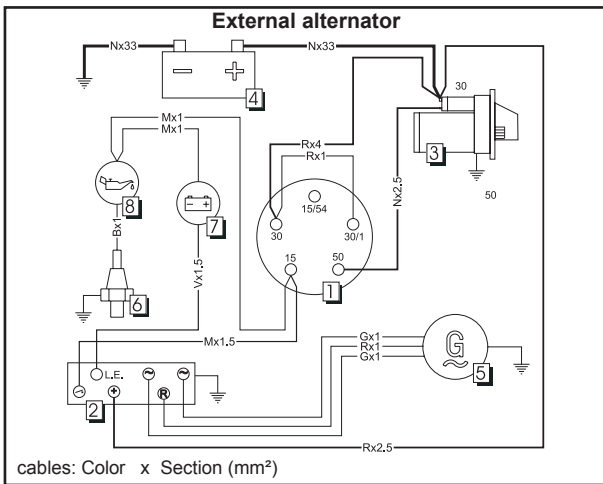 External alternator
Nx33
Nx33
4
Mx1
Mx1
30
3
Rx4
Rx1
Nx2.5
50
8
7
15/54
30
30/1
15
50
1
Bx1
Vx1.5
6
Mx1.5
Gx1
Rx1
Gx1
G
5
L.E.
R
2
Rx2.5
cables: Color x Section (mm²)